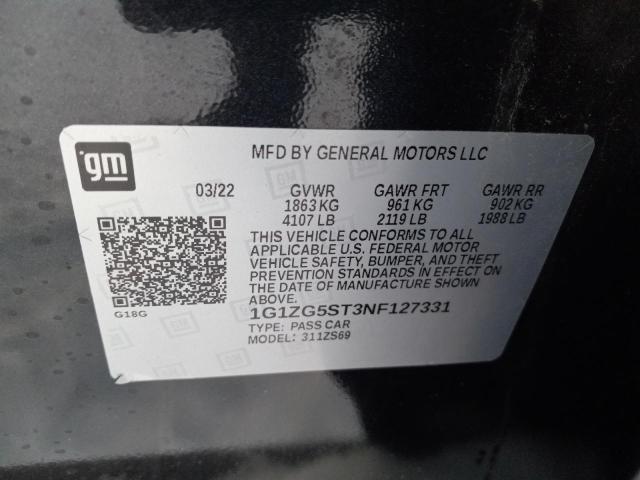 gm
MFD BY GENERAL MOTORS LLC
03/22 GVWR GAWR FRT GAWR RR
1863 KG 961 KG 902 KG
4107 LB 2119 LB 1988 LB
THIS VEHICLE CONFORMS TO ALL
APPLICABLE U.S. FEDERAL MOTOR
VEHICLE SAFETY, BUMPER, AND THEFT
PREVENTION STANDARDS IN EFFECT ON
THE DATE OF MANUFACTURE SHOWN
ABOVE.
G18G
1G1ZG5ST3NF127331
TYPE: PASS CAR
MODEL: 311ZS69